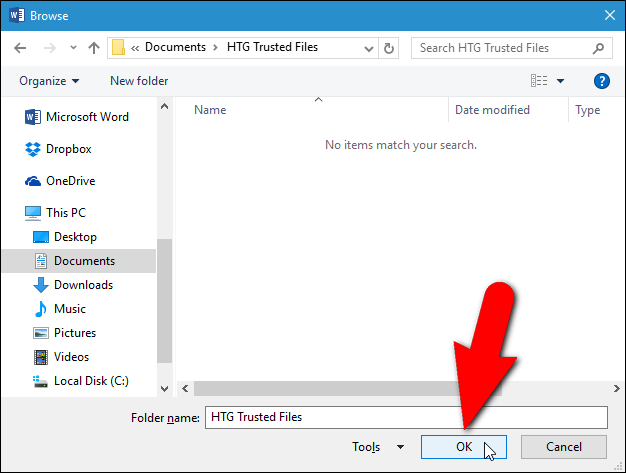 Browse
« Documents > HTG Trusted Files
Search HTG Trusted Files
Organize
New folder
?
Name
Date modified
Type
No items match your search.
Microsoft Word
Dropbox
OneDrive
This PC
Desktop
Documents
Downloads
Music
Pictures
Videos
Local Disk (C:)
Folder name: HTG Trusted Files
Tools
OK
Cancel